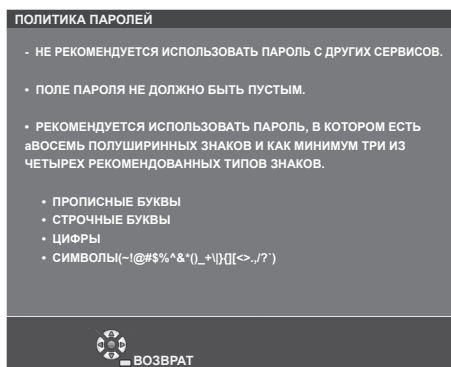 ПОЛИТИКА ПАРОЛЕЙ
- НЕ РЕКОМЕНДУЕТСЯ ИСПОЛЬЗОВАТЬ ПАРОЛЬ С ДРУГИХ СЕРВИСОВ.
• ПОЛЕ ПАРОЛЯ НЕ ДОЛЖНО БЫТЬ ПУСТЫМ.
• РЕКОМЕНДУЕТСЯ ИСПОЛЬЗОВАТЬ ПАРОЛЬ, В КОТОРОМ ЕСТЬ
aВОСЕМЬ ПОЛУШИРИННЫХ ЗНАКОВ И КАК МИНИМУМ ТРИ ИЗ
ЧЕТЫРЕХ РЕКОМЕНДОВАННЫХ ТИПОВ ЗНАКОВ.
• ПРОПИСНЫЕ БУКВЫ
• СТРОЧНЫЕ БУКВЫ
• ЦИФРЫ
• СИМВОЛЫ(~!@#$%^&*()_+\|}{][<>.,/?`)
ВОЗВРАТ